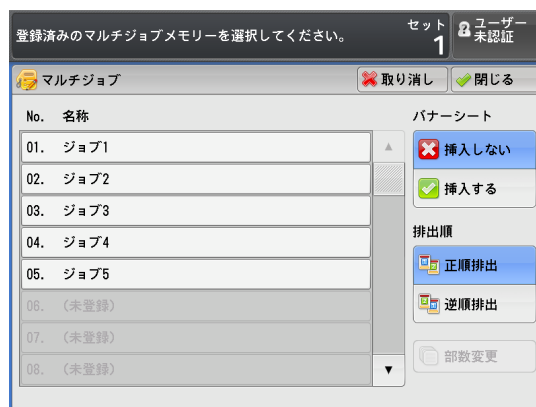 登録済みのマルチジョブメモリーを選択してください。
セット
1
ユーザー
未認証
マルチジョブ
取り消し
閉じる
No. 名称
01. ジョブ1
02. ジョブ2
03. ジョブ3
04. ジョブ4
05. ジョブ5
06. (未登録)
07. (未登録)
08. (未登録)
バナーシート
挿入しない
挿入する
排出順
正順排出
逆順排出
部数変更